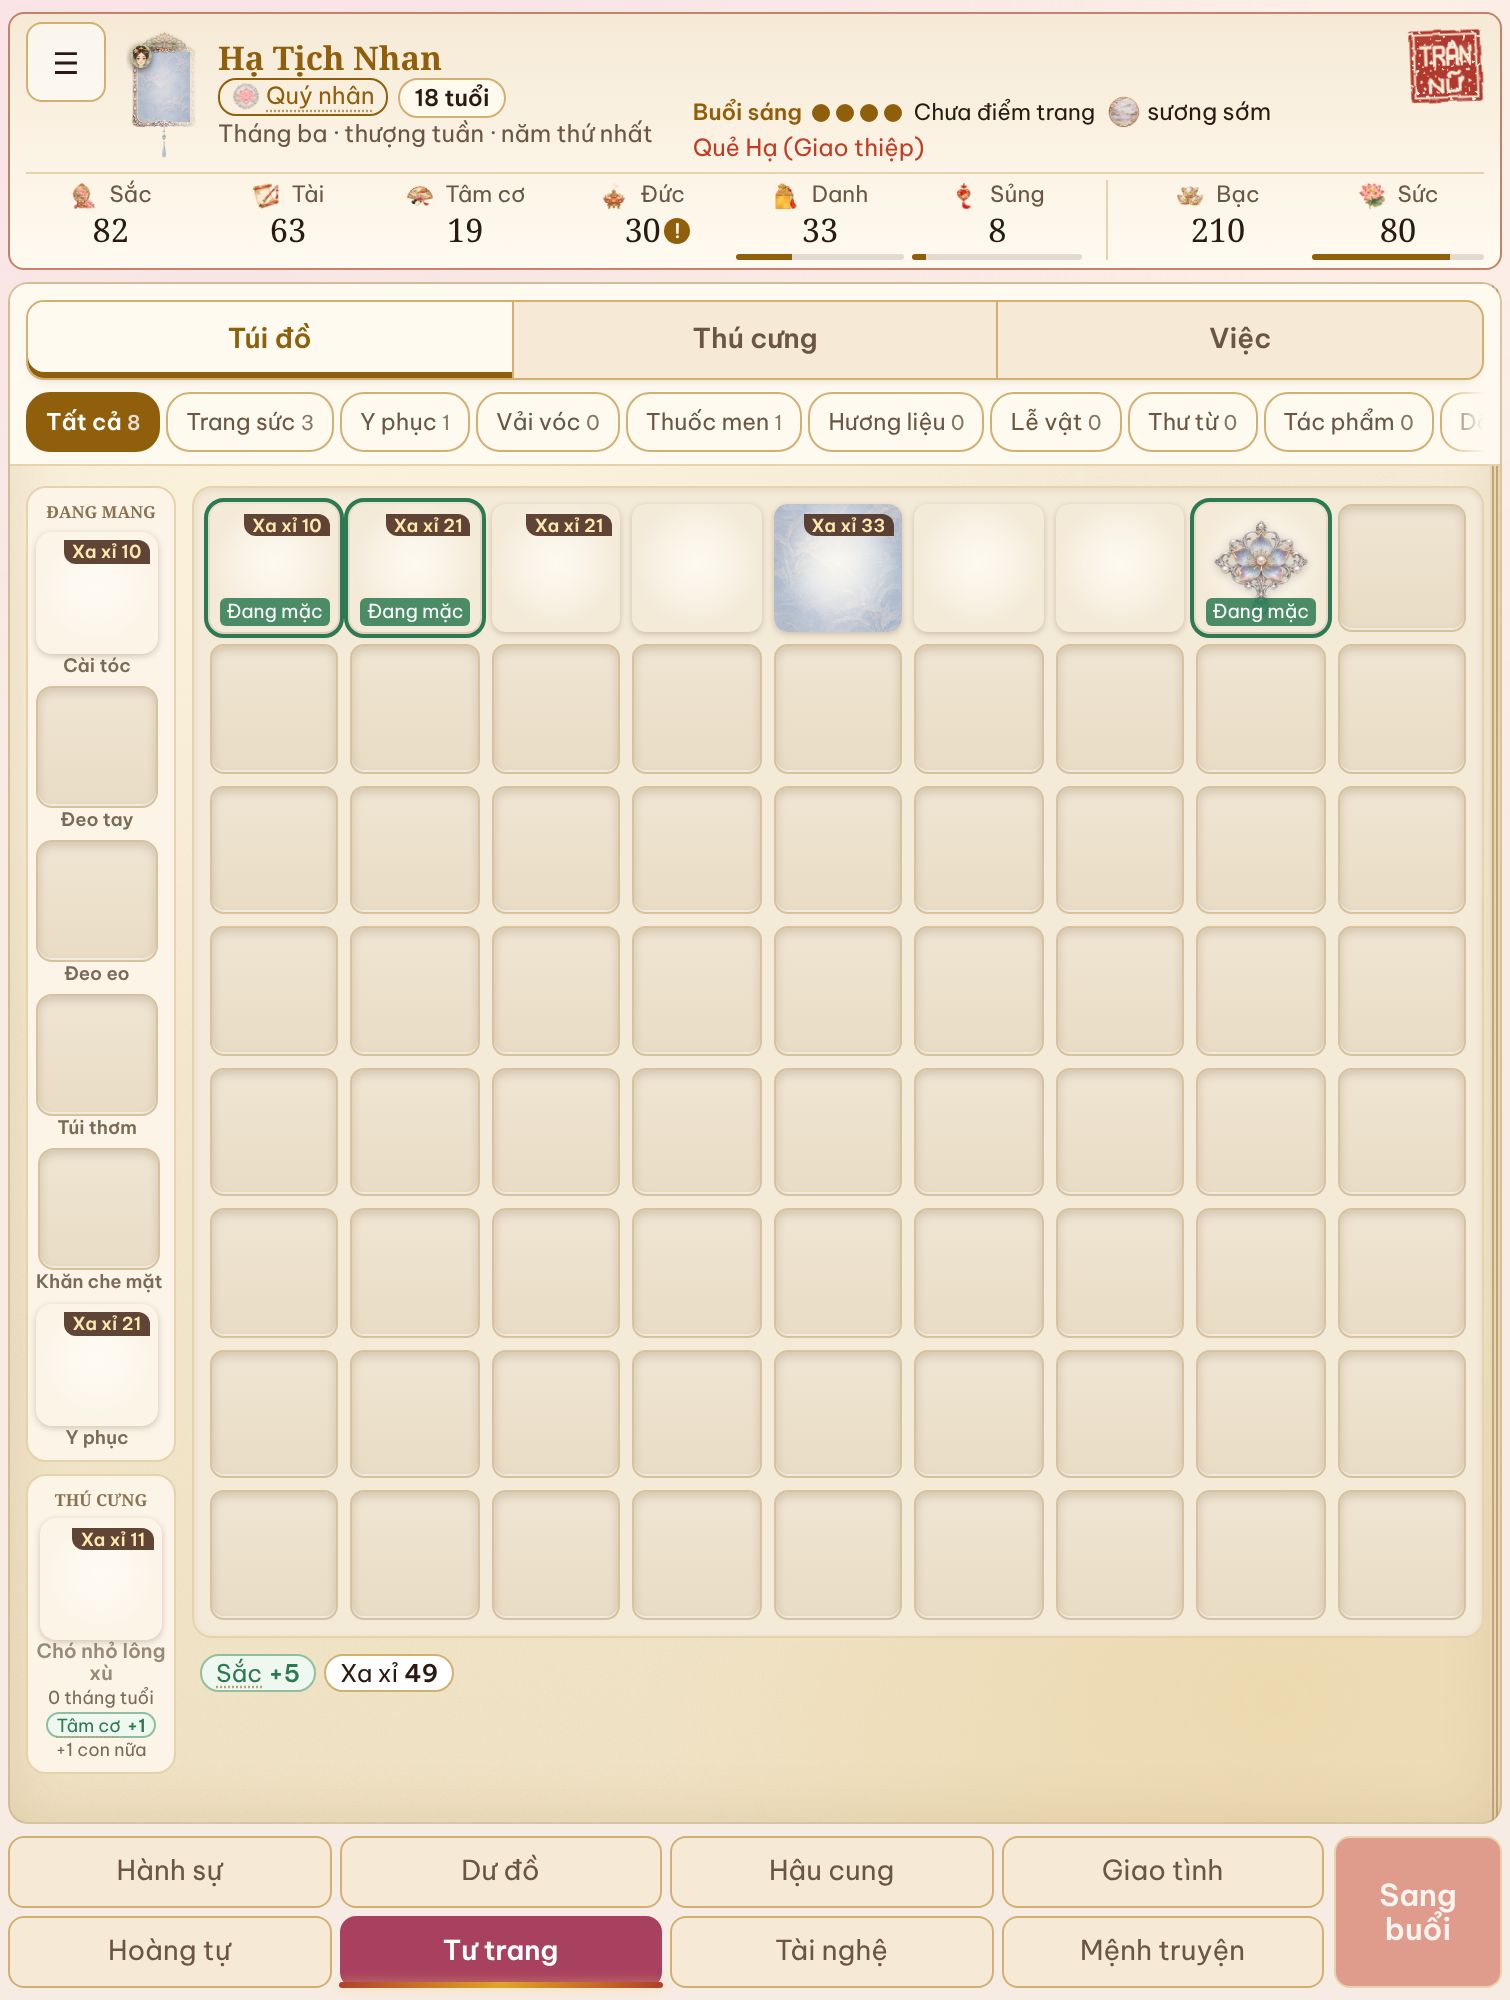 ☰
Hạ Tịch Nhan
Quý nhân 18 tuổi
Tháng ba · thượng tuần · năm thứ nhất
Buổi sáng Chưa điểm trang sương sớm
Quẻ Hạ (Giao thiệp)
TRÂN
NỮ
Sắc Tài Tâm cơ Đức Danh Sủng Bạc Sức
82 63 19 30! 33 8 210 80
Túi đồ Thú cưng Việc
Tất cả 8 Trang sức 3 Y phục 1 Vải vóc 0 Thuốc men 1 Hương liệu 0 Lễ vật 0 Thư từ 0 Tác phẩm 0
ĐANG MANG
Xa xỉ 10
Cài tóc
Đeo tay
Đeo eo
Túi thơm
Khăn che mặt
Xa xỉ 21
Y phục
THÚ CƯNG
Xa xỉ 11
Chó nhỏ lông
xù
0 tháng tuổi
Tâm cơ +1
+1 con nữa
Xa xỉ 10 Xa xỉ 21 Xa xỉ 21 Xa xỉ 33
Đang mặc Đang mặc Đang mặc
Sắc +5 Xa xỉ 49
Hành sự Dư đồ Hậu cung Giao tình
Hoàng tự Tư trang Tài nghệ Mệnh truyện
Sang
buổi